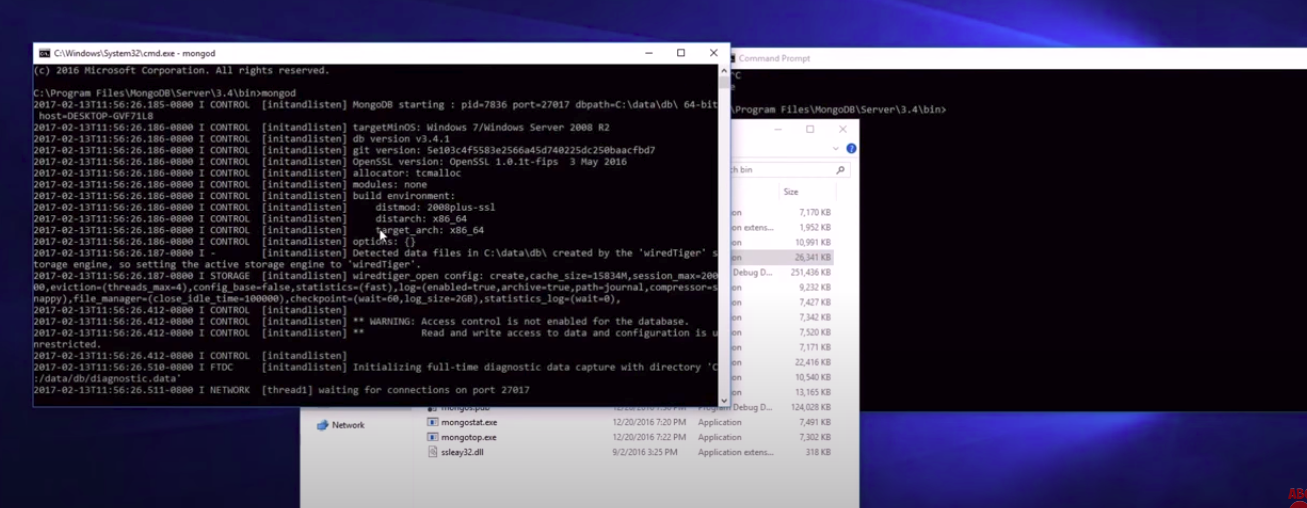 C:\Windows\System32\cmd.exe - mongod
(c) 2016 Microsoft Corporation. All rights reserved.
C:\Program Files\MongoDB\Server\3.4\bin>mongod
2017-02-13T11:56:26.185-0800 I CONTROL [initandlisten] MongoDB starting : pid=7836 port=27017 dbpath=C:\data\db\ 64-bit
host=DESKTOP-GVF71L8
2017-02-13T11:56:26.186-0800 I CONTROL [initandlisten] targetMinOS: Windows 7/Windows Server 2008 R2
2017-02-13T11:56:26.186-0800 I CONTROL [initandlisten] db version v3.4.1
2017-02-13T11:56:26.186-0800 I CONTROL [initandlisten] git version: 5e103c4f5583e2566a45d740225dc250baacfbd7
2017-02-13T11:56:26.186-0800 I CONTROL [initandlisten] OpenSSL version: OpenSSL 1.0.1t-fips 3 May 2016
2017-02-13T11:56:26.186-0800 I CONTROL [initandlisten] allocator: tcmalloc
2017-02-13T11:56:26.186-0800 I CONTROL [initandlisten] modules: none
2017-02-13T11:56:26.186-0800 I CONTROL [initandlisten] build environment:
2017-02-13T11:56:26.186-0800 I CONTROL [initandlisten] distmod: 2008plus-ssl
2017-02-13T11:56:26.186-0800 I CONTROL [initandlisten] distarch: x86_64
2017-02-13T11:56:26.186-0800 I CONTROL [initandlisten] target_arch: x86_64
2017-02-13T11:56:26.186-0800 I CONTROL [initandlisten] options: {}
2017-02-13T11:56:26.187-0800 I - [initandlisten] Detected data files in C:\data\db\ created by the 'wiredTiger' s
torage engine, so setting the active storage engine to 'wiredTiger'.
2017-02-13T11:56:26.187-0800 I STORAGE [initandlisten] wiredtiger_open config: create,cache_size=15834M,session_max=200
00,eviction=(threads_max=4),config_base=false,statistics=(fast),log=(enabled=true,archive=true,path=journal,compressor=s
nappy),file_manager=(close_idle_time=100000),checkpoint=(wait=60,log_size=2GB),statistics_log=(wait=0),
2017-02-13T11:56:26.412-0800 I CONTROL [initandlisten]
2017-02-13T11:56:26.412-0800 I CONTROL [initandlisten] ** WARNING: Access control is not enabled for the database.
2017-02-13T11:56:26.412-0800 I CONTROL [initandlisten] ** Read and write access to data and configuration is u
nrestricted.
2017-02-13T11:56:26.412-0800 I CONTROL [initandlisten]
2017-02-13T11:56:26.510-0800 I FTDC [initandlisten] Initializing full-time diagnostic data capture with directory 'C
:/data/db/diagnostic.data'
2017-02-13T11:56:26.511-0800 I NETWORK [thread1] waiting for connections on port 27017
Command Prompt
^C
\Program Files\MongoDB\Server\3.4\bin>
h bin
Size
on 7,170 KB
on extens... 1,952 KB
on 10,991 KB
on 26,341 KB
Debug D... 251,436 KB
on 9,232 KB
on 7,427 KB
on 7,342 KB
on 7,520 KB
on 7,171 KB
on 22,416 KB
on 10,540 KB
on 13,165 KB
mongos.pdb 12/20/2016 7:36 PM Program Debug D... 124,028 KB
Network
mongostat.exe 12/20/2016 7:20 PM Application 7,491 KB
mongotop.exe 12/20/2016 7:22 PM Application 7,302 KB
ssleay32.dll 9/2/2016 3:25 PM Application extens... 318 KB